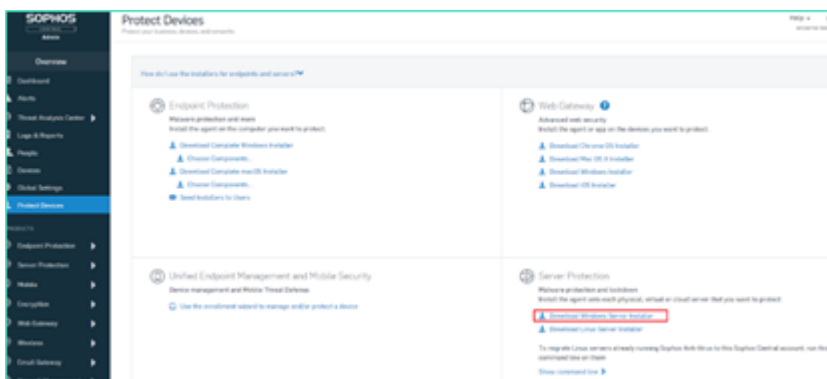 SOPHOS
Admin
Overview
Dashboard
Alerts
Threat Analysis Center
Logs & Reports
People
Devices
Global Settings
Protect Devices
PRODUCTS
Endpoint Protection
Server Protection
Mobile
Encryption
Web Gateway
Wireless
Email Gateway
Protect Devices
Protect your business, devices, and networks
Help
How do I use the installers for endpoints and servers?
Endpoint Protection
Malware protection and more
Install the agent on the computer you want to protect.
Download Complete Windows Installer
Choose Components...
Download Complete macOS Installer
Choose Components...
Send Installers to Users
Web Gateway
Advanced web security
Install the agent or app on the devices you want to protect.
Download Chrome OS Installer
Download Mac OS X Installer
Download Windows Installer
Download iOS Installer
Unified Endpoint Management and Mobile Security
Device management and Mobile Threat Defense
Use the enrollment wizard to manage and/or protect a device
Server Protection
Malware protection and lockdown
Install the agent onto each physical, virtual or cloud server that you want to protect.
Download Windows Server Installer
Download Linux Server Installer
To migrate Linux servers already running Sophos Anti-Virus to this Sophos Central account, run this
command line on them
Show command line